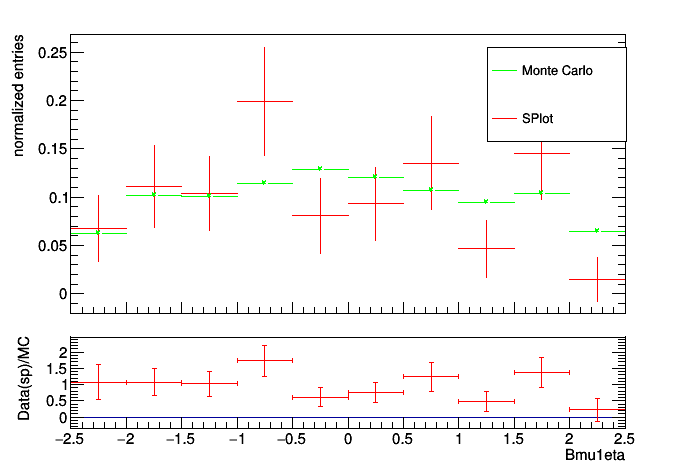 normalized entries
0.25
0.2
0.15
0.1
0.05
0
Monte Carlo
SPlot
Data(sp)/MC
2
1.5
1
0.5
0
−2.5 −2 −1.5 −1 −0.5 0 0.5 1 1.5 2 2.5
Bmu1eta